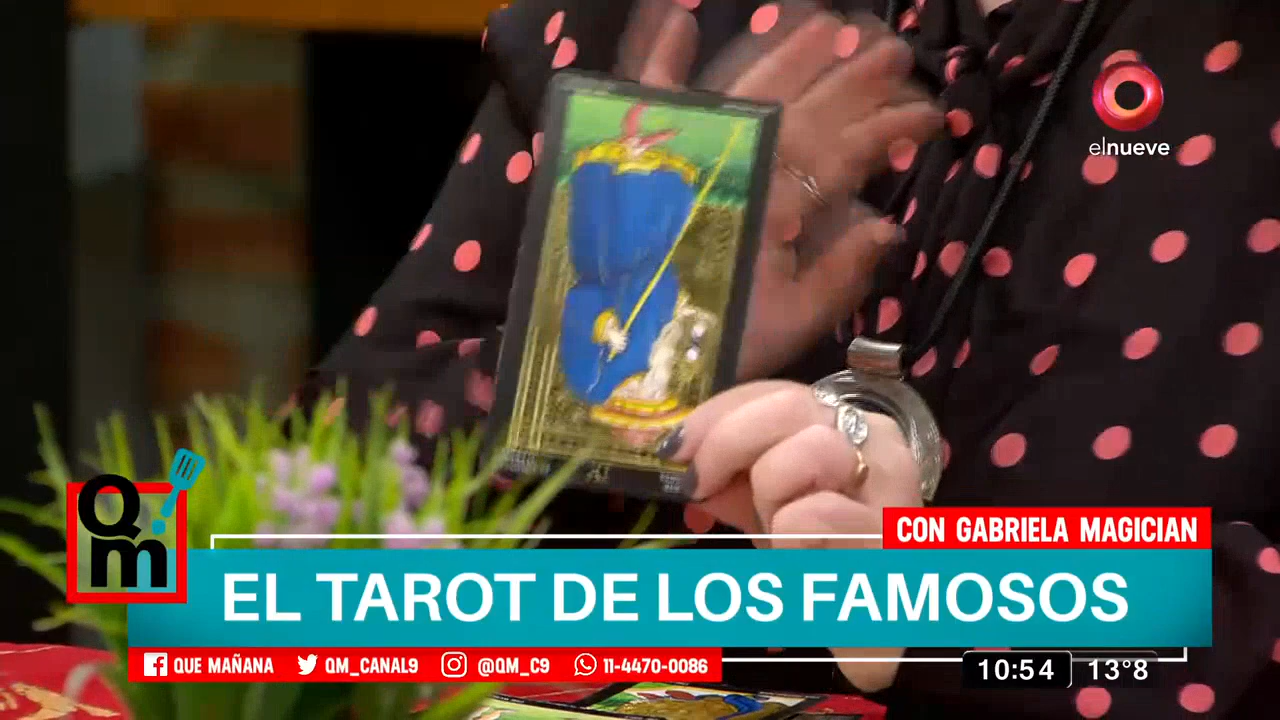 elnueve
QM
CON GABRIELA MAGICIAN
EL TAROT DE LOS FAMOSOS
QUE MAÑANA QM_CANAL9 @QM_C9 11-4470-0086
10:54 13°8